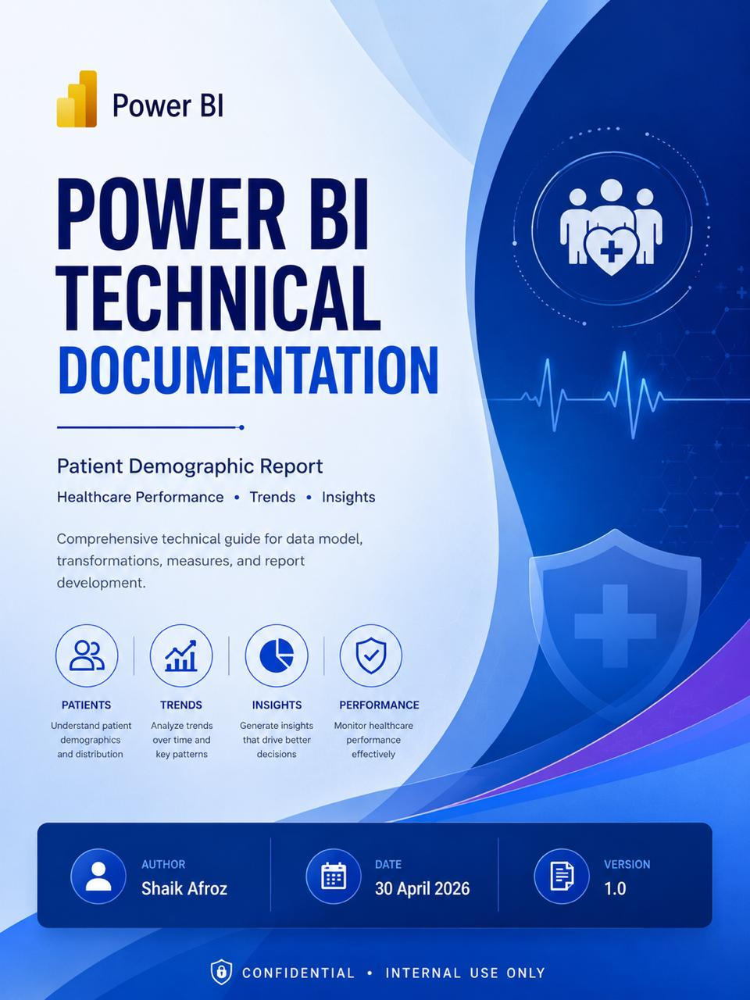 Power BI
POWER BI
TECHNICAL
DOCUMENTATION
Patient Demographic Report
Healthcare Performance • Trends • Insights
Comprehensive technical guide for data model,
transformations, measures, and report
development.
PATIENTS
Understand patient
demographics
and distribution
TRENDS
Analyze trends
over time and
key patterns
INSIGHTS
Generate insights
that drive better
decisions
PERFORMANCE
Monitor healthcare
performance
effectively
AUTHOR
Shaik Afroz
DATE
30 April 2026
VERSION
1.0
CONFIDENTIAL • INTERNAL USE ONLY